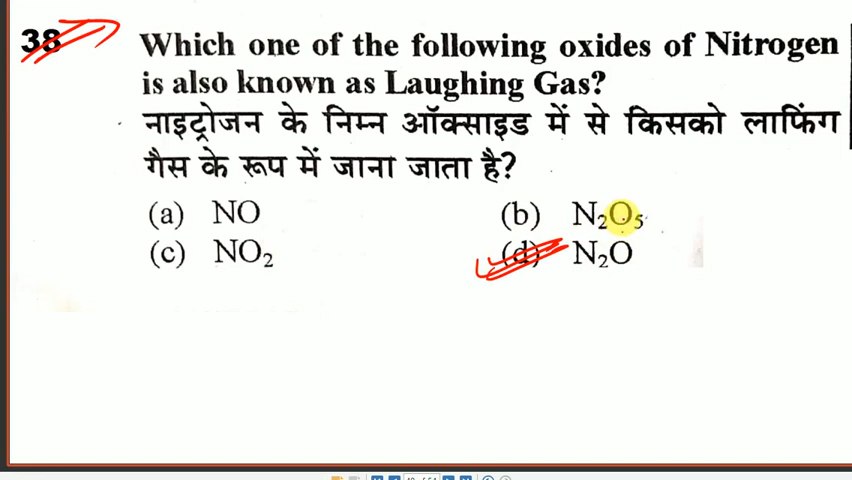 38 Which one of the following oxides of Nitrogen
is also known as Laughing Gas?
नाइट्रोजन के निम्न ऑक्साइड में से किसको लाफिंग
गैस के रूप में जाना जाता है?
(a) NO (b) N₂O₅
(c) NO₂ (d) N₂O